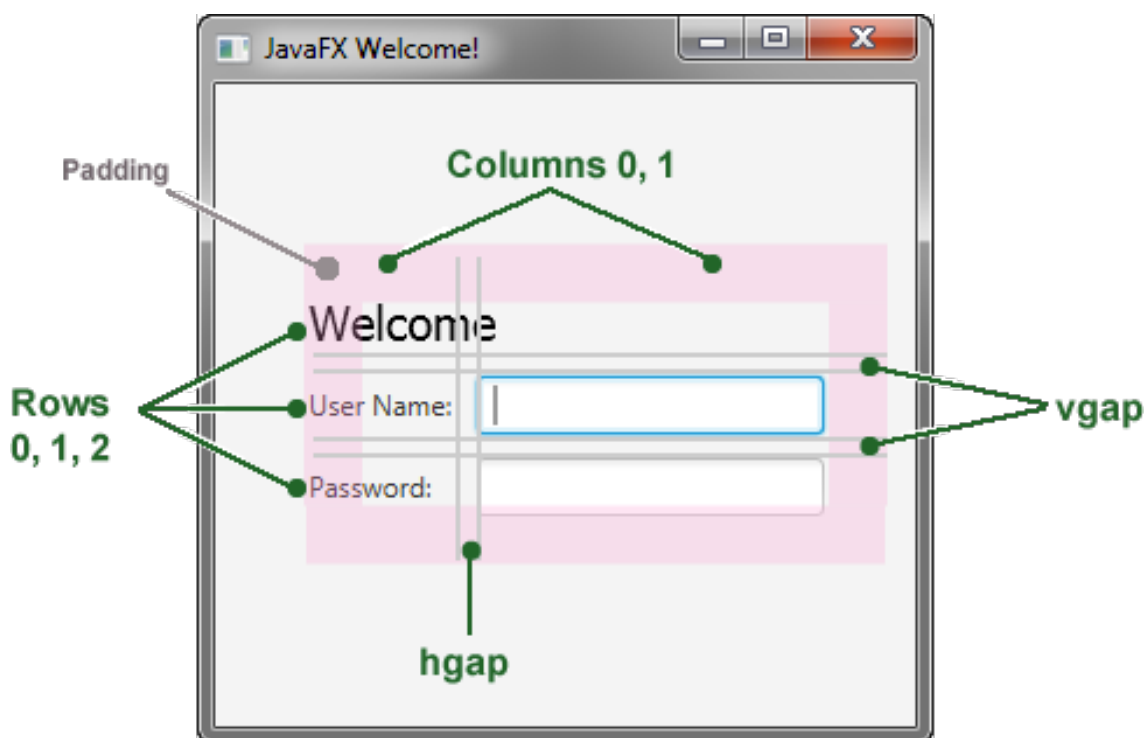 JavaFX Welcome!
Padding
Columns 0, 1
Welcome
Rows
0, 1, 2
User Name:
vgap
Password:
hgap